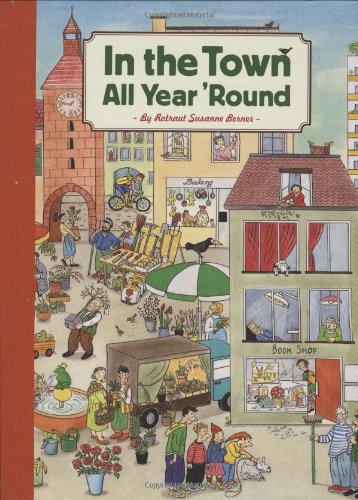 In the Town
All Year 'Round
- By Rotraut Susanne Berner -
Bakery
BOOK SHOP